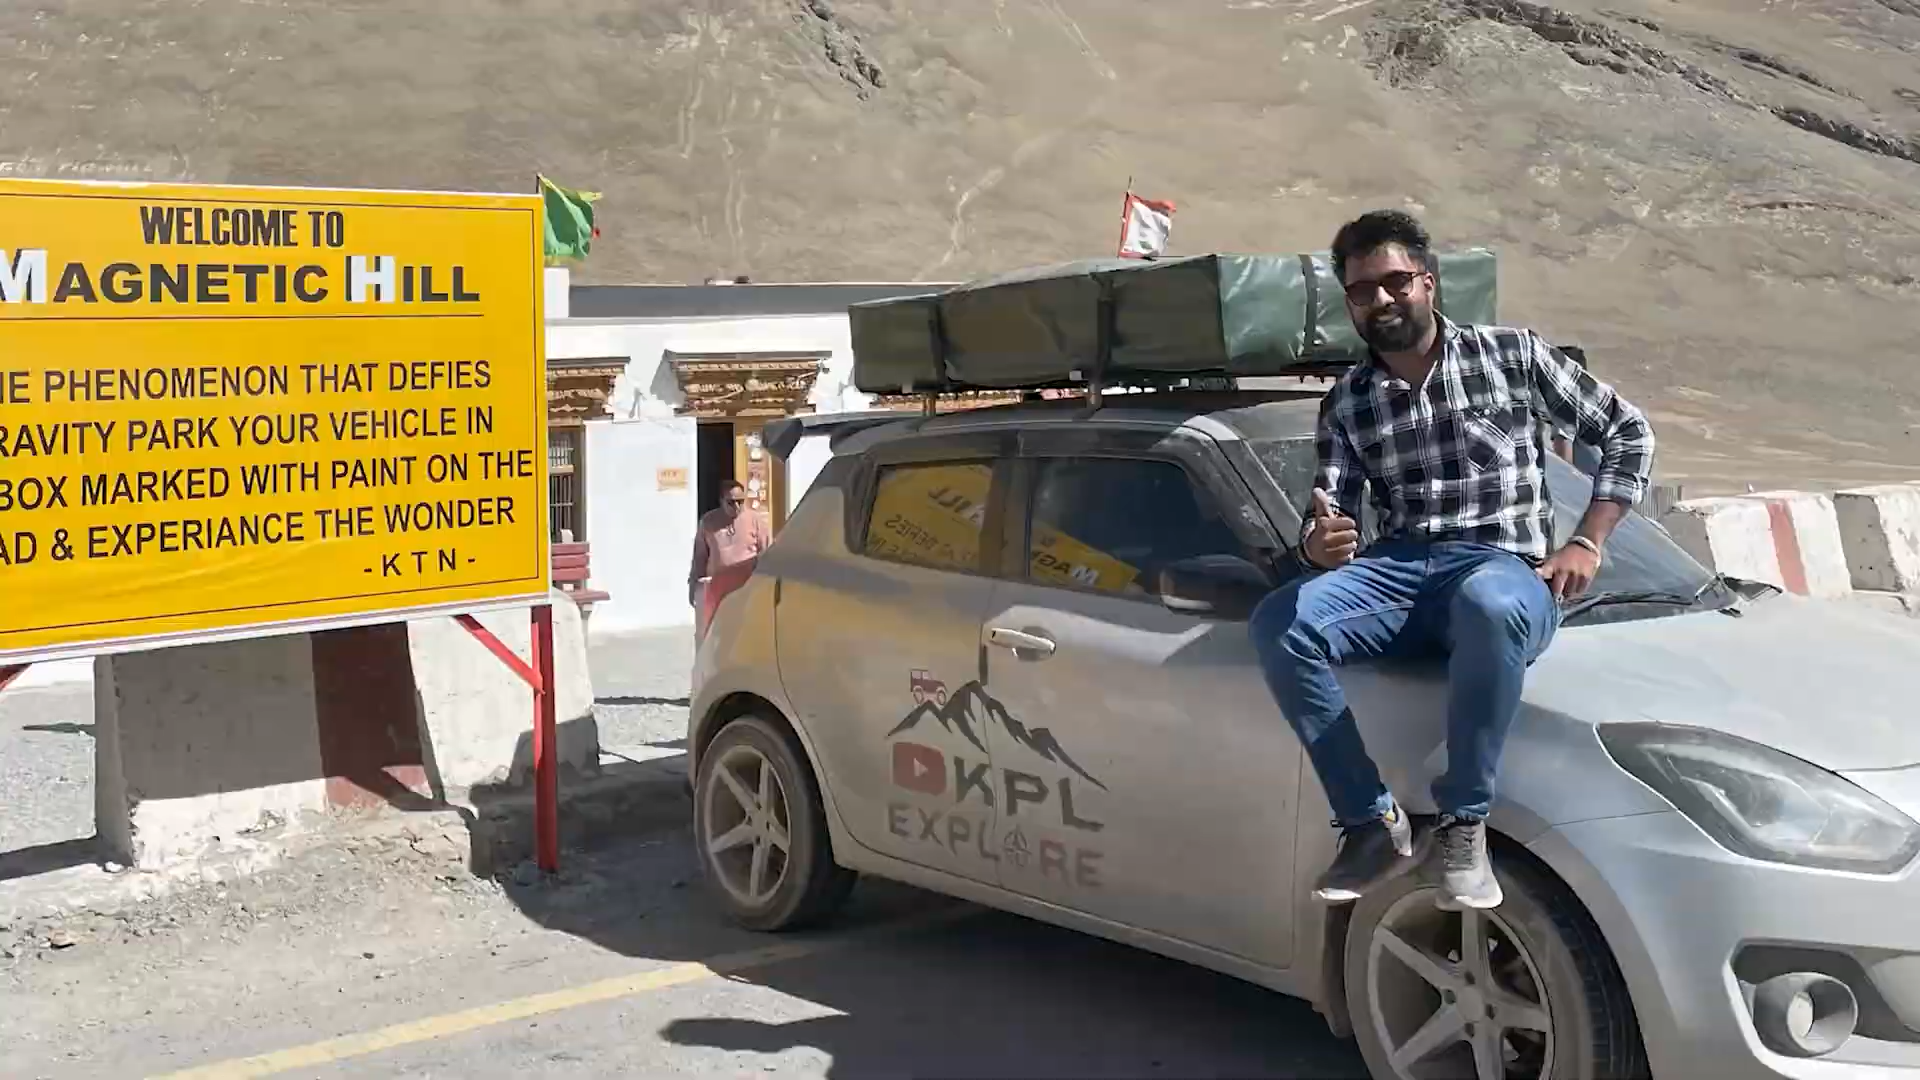 WELCOME TO
MAGNETIC HILL
PHENOMENON THAT DEFIES
PARK YOUR VEHICLE IN
BOX MARKED WITH PAINT ON THE
& EXPERIANCE THE WONDER
- K T N -
KPL
EXPLORE